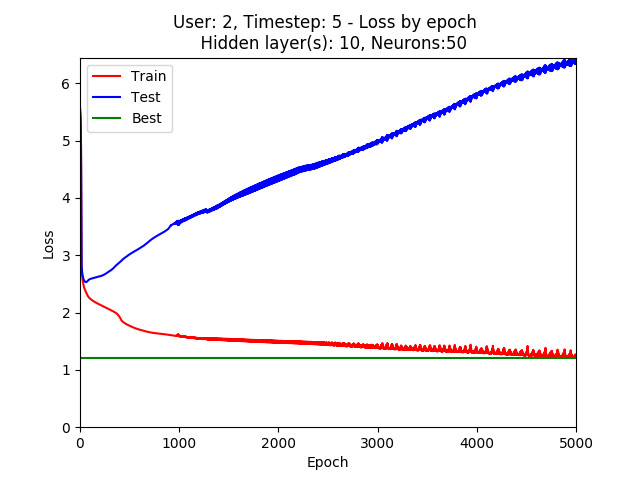 User: 2, Timestep: 5 - Loss by epoch
Hidden layer(s): 10, Neurons:50
Train
Test
Best
6
5
4
3
2
1
0
Loss
0 1000 2000 3000 4000 5000
Epoch